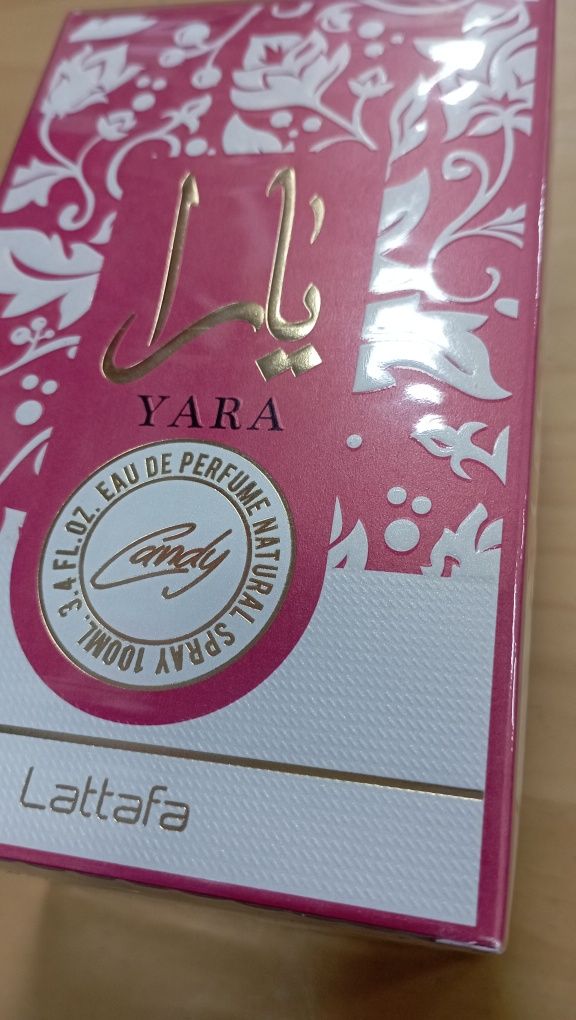 يارا
YARA
EAU DE PERFUME NATURAL SPRAY 100ML. 3.4 FL.OZ.
Candy
Lattafa